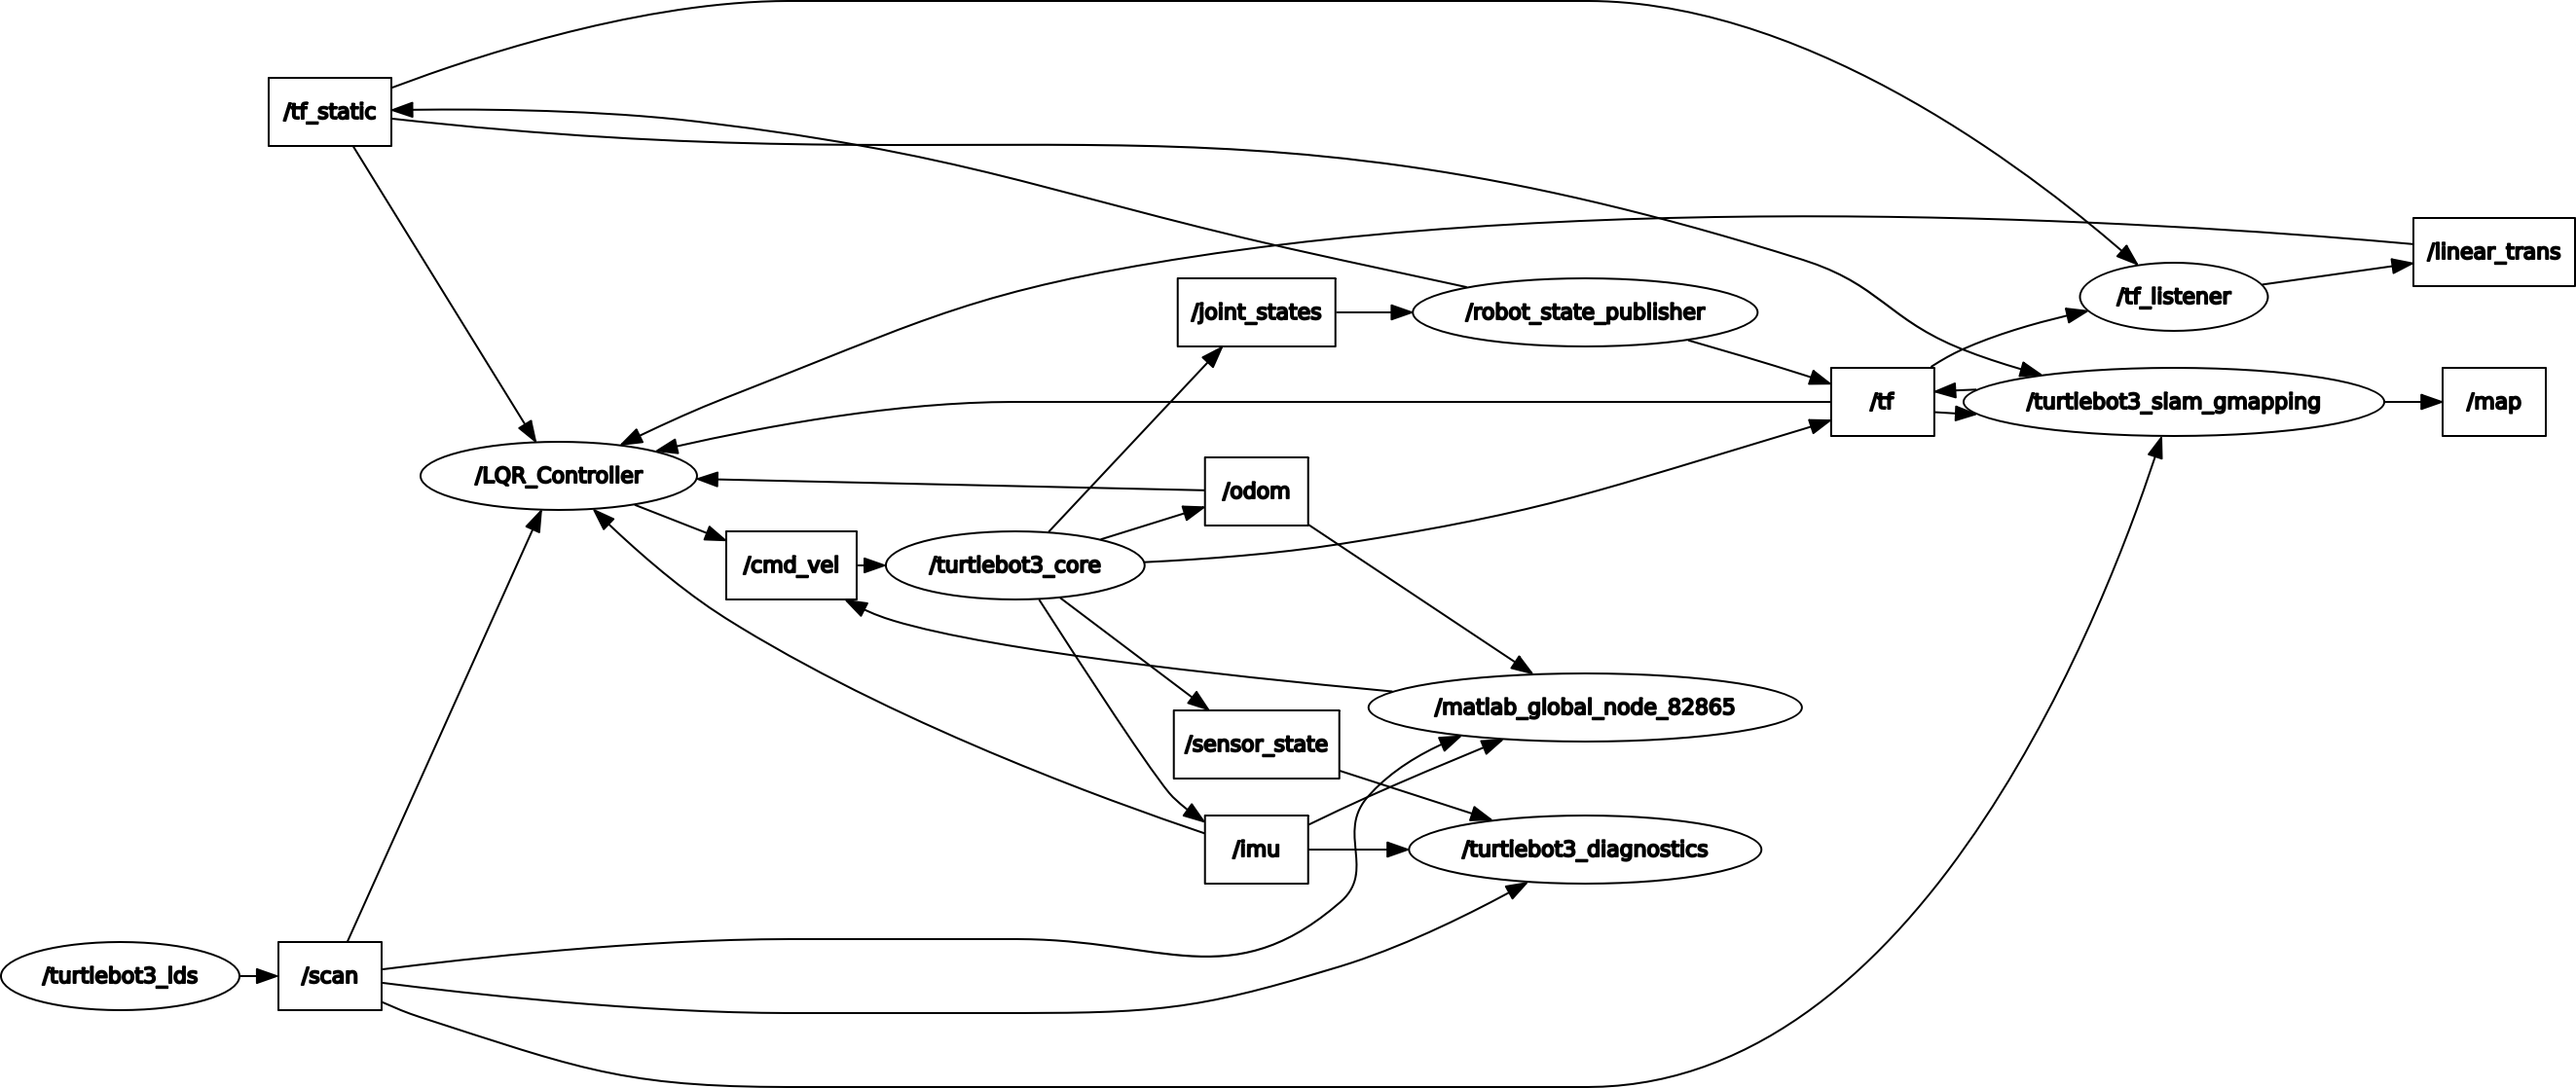 /tf_static
/linear_trans
/tf_listener
/joint_states
/robot_state_publisher
/tf
/turtlebot3_slam_gmapping
/map
/LQR_Controller
/odom
/cmd_vel
/turtlebot3_core
/matlab_global_node_82865
/sensor_state
/imu
/turtlebot3_diagnostics
/turtlebot3_lds
/scan